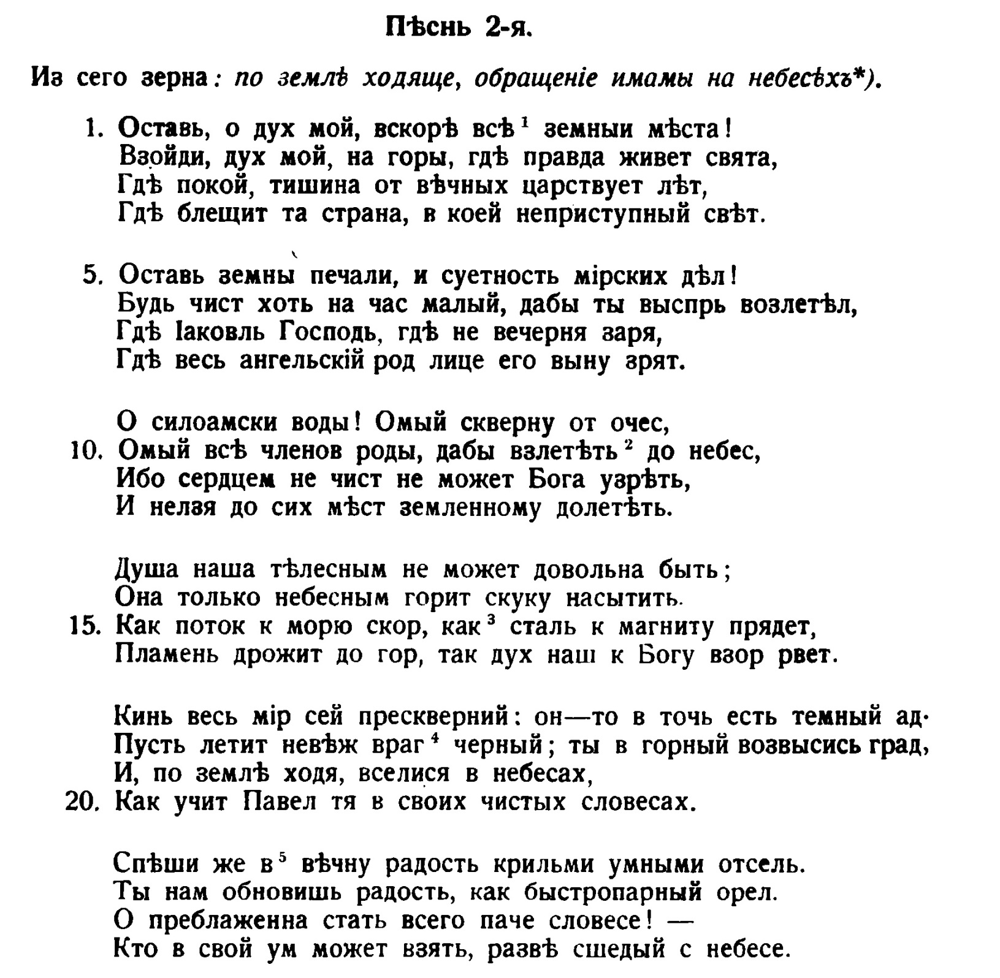 Пѣснь 2-я.
Из сего зерна: по землѣ ходяще, обращеніе имамы на небесѣхъ*).
1. Оставь, о дух мой, вскорѣ всѣ¹ земныи мѣста!
Взойди, дух мой, на горы, гдѣ правда живет свята,
Гдѣ покой, тишина от вѣчных царствует лѣт,
Гдѣ блещит та страна, в коей неприступный свѣт.
5. Оставь земны печали, и суетность мірских дѣл!
Будь чист хоть на час малый, дабы ты выспрь возлетѣл,
Гдѣ Іаковль Господь, гдѣ не вечерня заря,
Гдѣ весь ангельскій род лице его выну зрят.
О силоамски воды! Омый скверну от очес,
10. Омый всѣ членов роды, дабы взлетѣть² до небес,
Ибо сердцем не чист не может Бога узрѣть,
И нелзя до сих мѣст земленному долетѣть.
Душа наша тѣлесным не может довольна быть;
Она только небесным горит скуку насытить.
15. Как поток к морю скор, как³ сталь к магниту прядет,
Пламень дрожит до гор, так дух наш к Богу взор рвет.
Кинь весь мір сей прескверний: он—то в точь есть темный ад.
Пусть летит невѣж враг⁴ черный; ты в горный возвысись град,
И, по землѣ ходя, вселися в небесах,
20. Как учит Павел тя в своих чистых словесах.
Спѣши же в⁵ вѣчну радость крильми умными отсель.
Ты нам обновишь радость, как быстропарный орел.
О преблаженна стать всего паче словесе! —
Кто в свой ум может взять, развѣ сшедый с небесе.